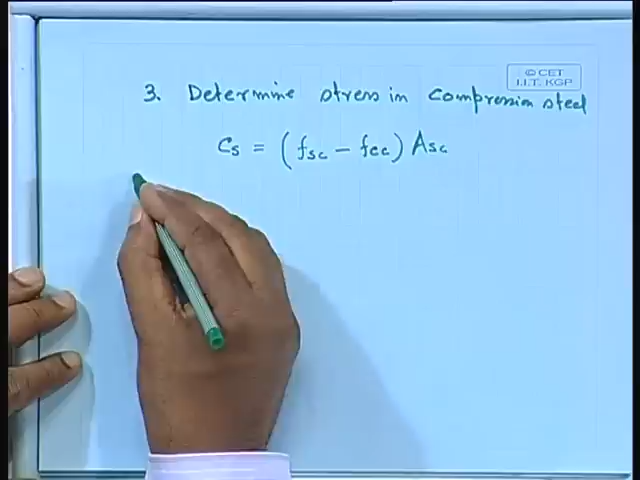 © CET
I.I.T. KGP
3. Determine stress in compression steel
Cs = (fsc − fcc) Asc